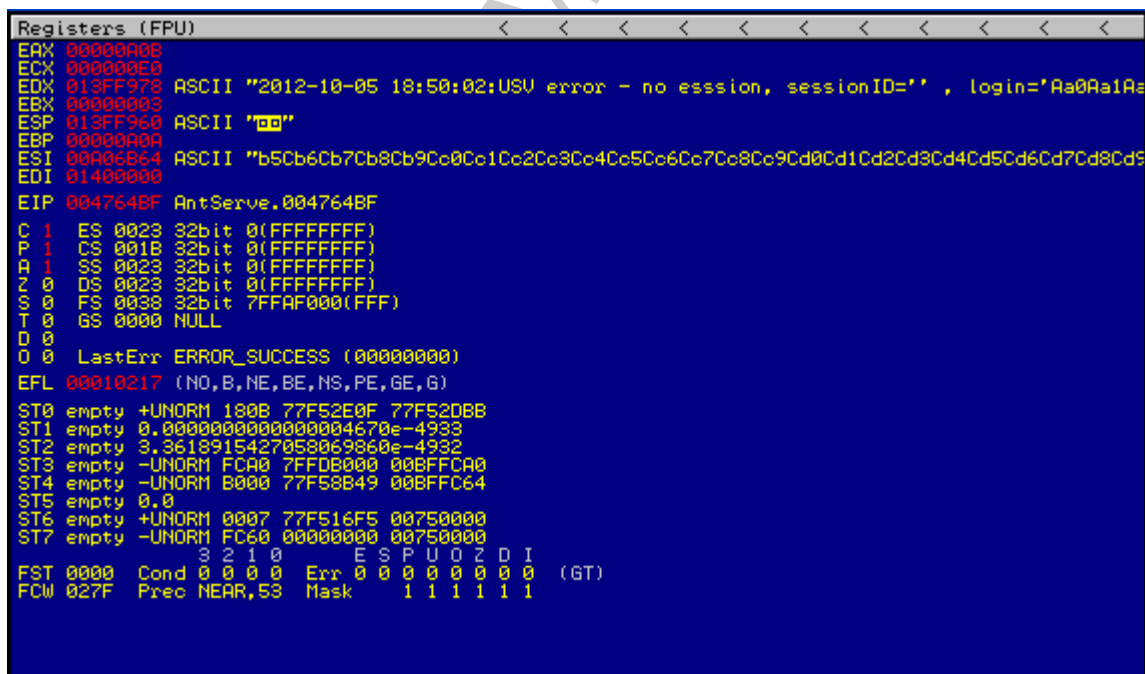 Registers (FPU) < < < < < < < < < < <
EAX 00000A0B
ECX 000000E0
EDX 013FF978 ASCII "2012-10-05 18:50:02:USV error - no esssion, sessionID='' , login='Aa0Aa1Aa
EBX 00000003
ESP 013FF960 ASCII "
EBP 00000A0A
ESI 00A06B64 ASCII "b5Cb6Cb7Cb8Cb9Cc0Cc1Cc2Cc3Cc4Cc5Cc6Cc7Cc8Cc9Cd0Cd1Cd2Cd3Cd4Cd5Cd6Cd7Cd8Cd9
EDI 01400000
EIP 004764BF AntServe.004764BF
C 1 ES 0023 32bit 0(FFFFFFFF)
P 1 CS 001B 32bit 0(FFFFFFFF)
A 1 SS 0023 32bit 0(FFFFFFFF)
Z 0 DS 0023 32bit 0(FFFFFFFF)
S 0 FS 0038 32bit 7FFAF000(FFF)
T 0 GS 0000 NULL
D 0
O 0 LastErr ERROR_SUCCESS (00000000)
EFL 00010217 (NO,B,NE,BE,NS,PE,GE,G)
ST0 empty +UNORM 180B 77F52E0F 77F52DBB
ST1 empty 0.0000000000000004670e-4933
ST2 empty 3.3618915427058069860e-4932
ST3 empty -UNORM FCA0 7FFDB000 00BFFCA0
ST4 empty -UNORM B000 77F58B49 00BFFC64
ST5 empty 0.0
ST6 empty +UNORM 0007 77F516F5 00750000
ST7 empty -UNORM FC60 00000000 00750000
3 2 1 0 E S P U O Z D I
FST 0000 Cond 0 0 0 0 Err 0 0 0 0 0 0 0 0 (GT)
FCW 027F Prec NEAR,53 Mask 1 1 1 1 1 1